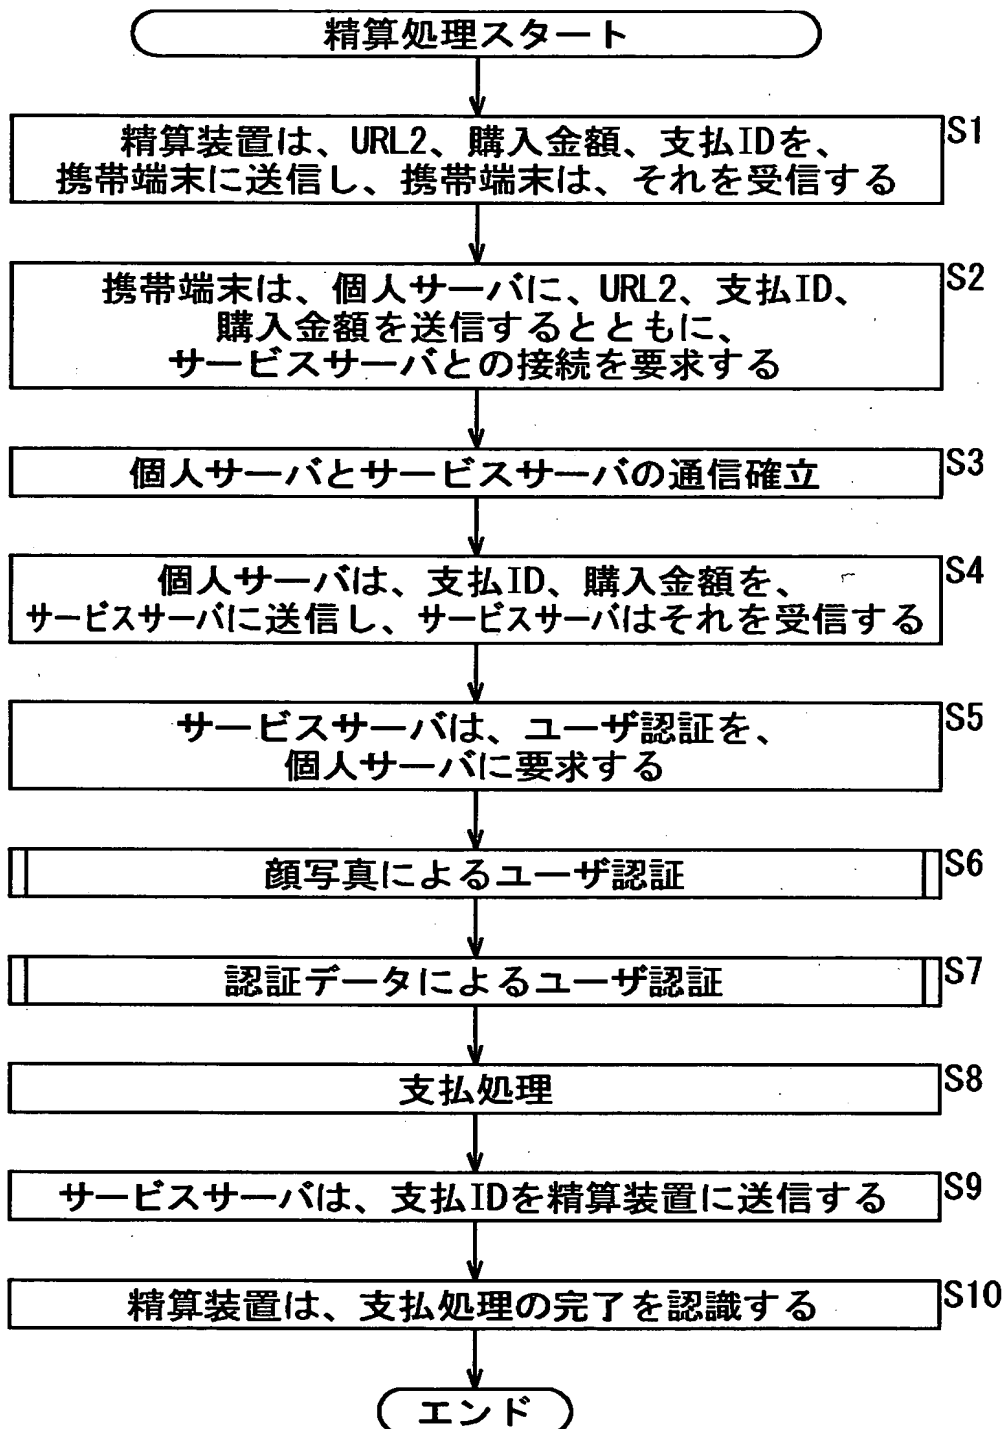 精算処理スタート
精算装置は、URL2、購入金額、支払IDを、
携帯端末に送信し、携帯端末は、それを受信する
S1
携帯端末は、個人サーバに、URL2、支払ID、
購入金額を送信するとともに、
サービスサーバとの接続を要求する
S2
個人サーバとサービスサーバの通信確立
S3
個人サーバは、支払ID、購入金額を、
サービスサーバに送信し、サービスサーバはそれを受信する
S4
サービスサーバは、ユーザ認証を、
個人サーバに要求する
S5
顔写真によるユーザ認証
S6
認証データによるユーザ認証
S7
支払処理
S8
サービスサーバは、支払IDを精算装置に送信する
S9
精算装置は、支払処理の完了を認識する
S10
エンド